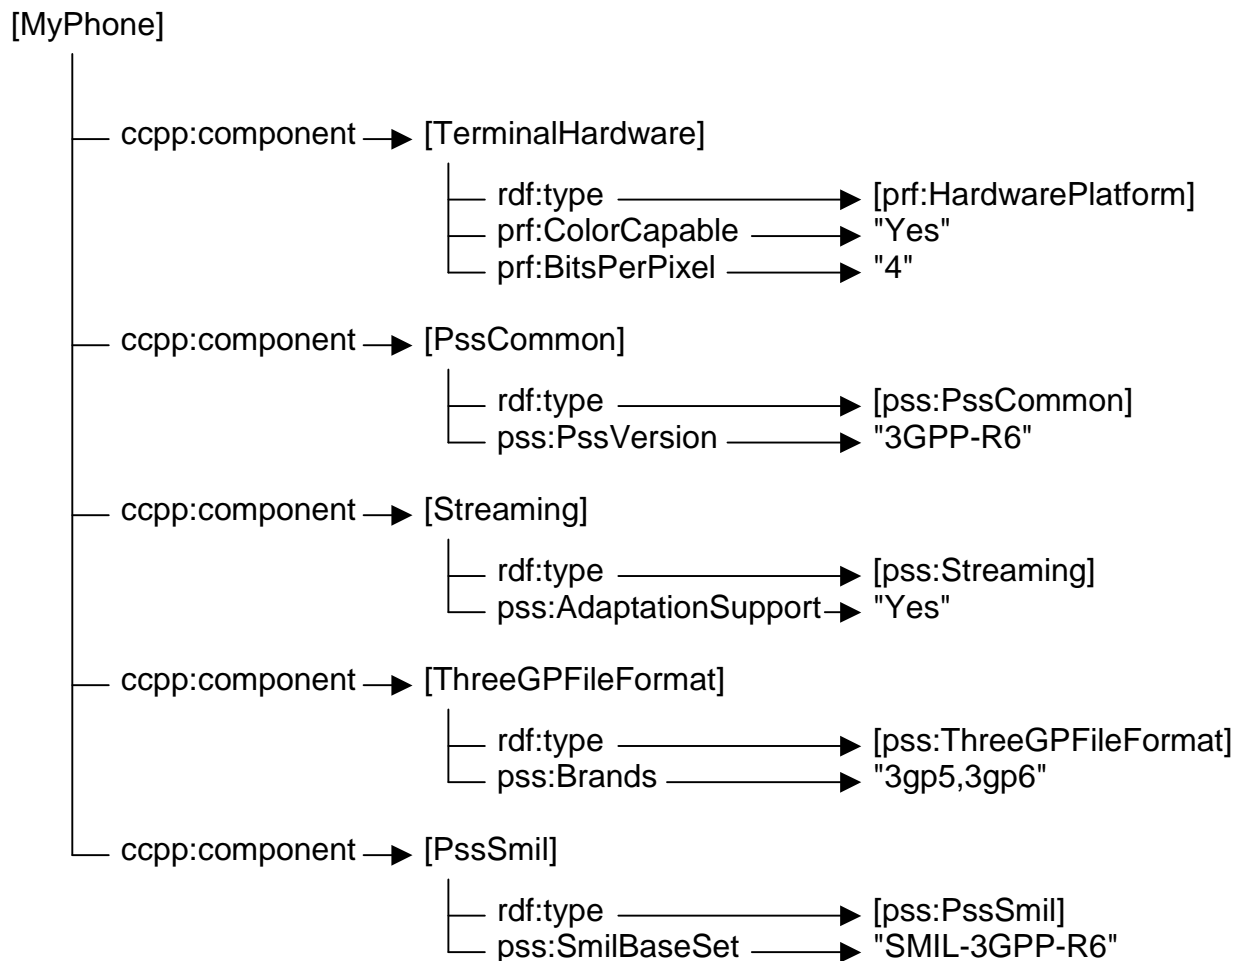 [MyPhone]
ccpp:component [TerminalHardware]
rdf:type [prf:HardwarePlatform]
prf:ColorCapable "Yes"
prf:BitsPerPixel "4"
ccpp:component [PssCommon]
rdf:type [pss:PssCommon]
pss:PssVersion "3GPP-R6"
ccpp:component [Streaming]
rdf:type [pss:Streaming]
pss:AdaptationSupport "Yes"
ccpp:component [ThreeGPFileFormat]
rdf:type [pss:ThreeGPFileFormat]
pss:Brands "3gp5,3gp6"
ccpp:component [PssSmil]
rdf:type [pss:PssSmil]
pss:SmilBaseSet "SMIL-3GPP-R6"